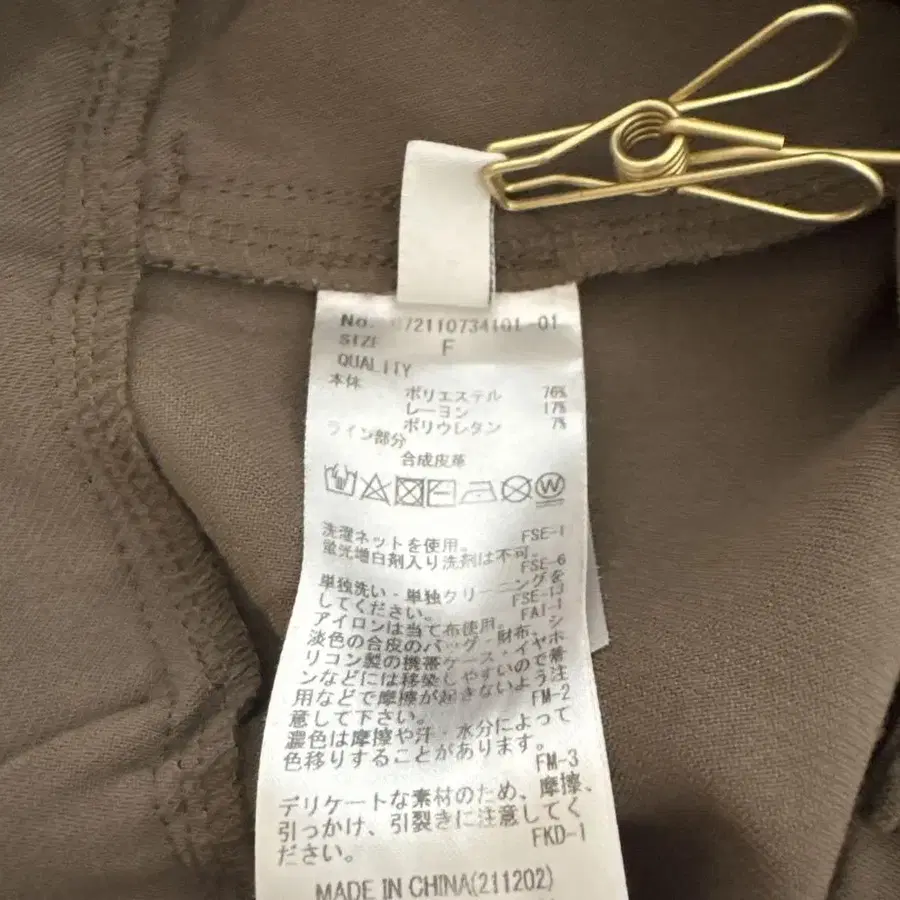 No. 072110734101-01
SIZE F
QUALITY
本体 ポリエステル 76%
レーヨン 17%
ポリウレタン 7%
ライン部分
合成皮革
W
洗濯ネットを使用。 FSE-1
蛍光増白剤入り洗剤は不可。
FSE-6
単独洗い・単独クリーニングを
してください。 FSE-13
FAI-1
アイロンは当て布使用。
淡色の合皮のバッグ・財布、シ
リコン製の携帯ケース・イヤホ
ンなどには移染しやすいので着
用などで摩擦が起きないよう注
意して下さい。 FM-2
濃色は摩擦や汗・水分によって
色移りすることがあります。
FM-3
デリケートな素材のため、摩擦、
引っかけ、引裂きに注意してく
ださい。 FKD-1
MADE IN CHINA(211202)